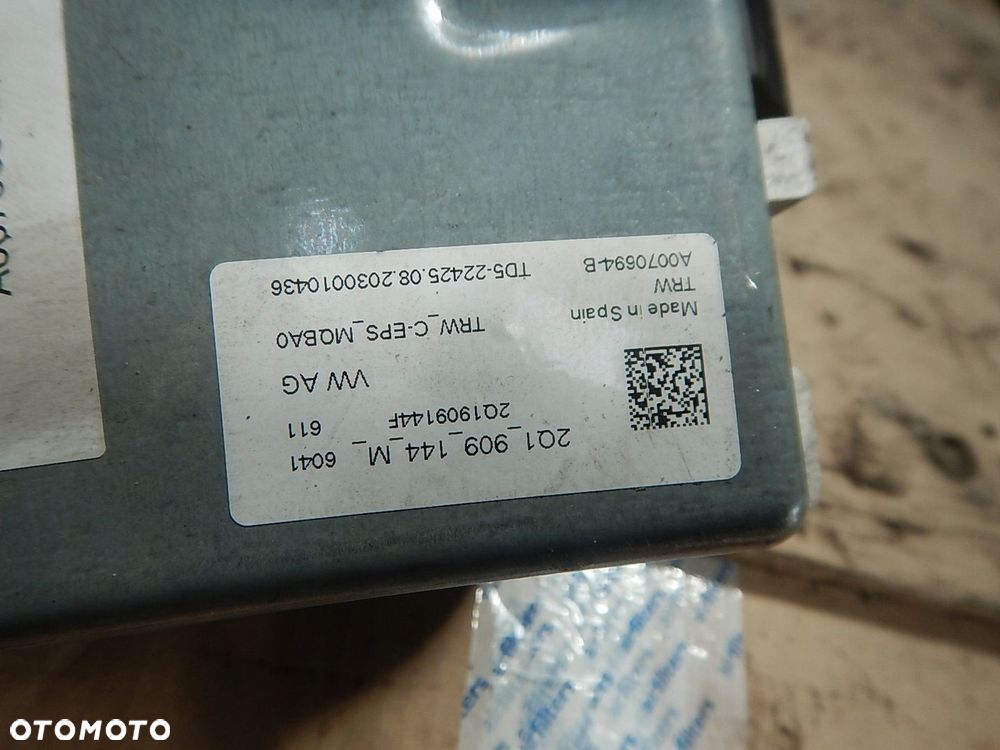 2Q1_909_144_M_ 6041
2Q1909144F 611
VW AG
TRW_C-EPS_MQBA0
Made in Spain
TRW
A0070694-B
TD5-22425.08.2030010436
OTOMOTO